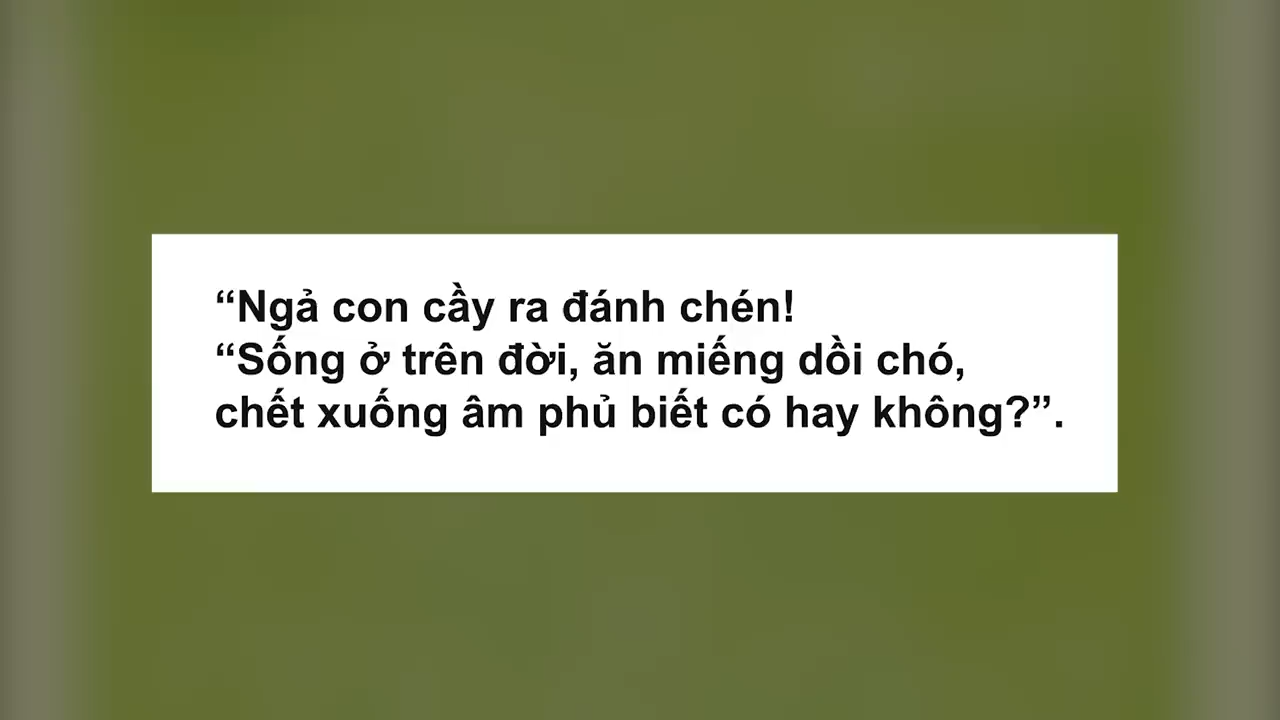 “Ngả con cầy ra đánh chén!
“Sống ở trên đời, ăn miếng dồi chó,
chết xuống âm phủ biết có hay không?”.